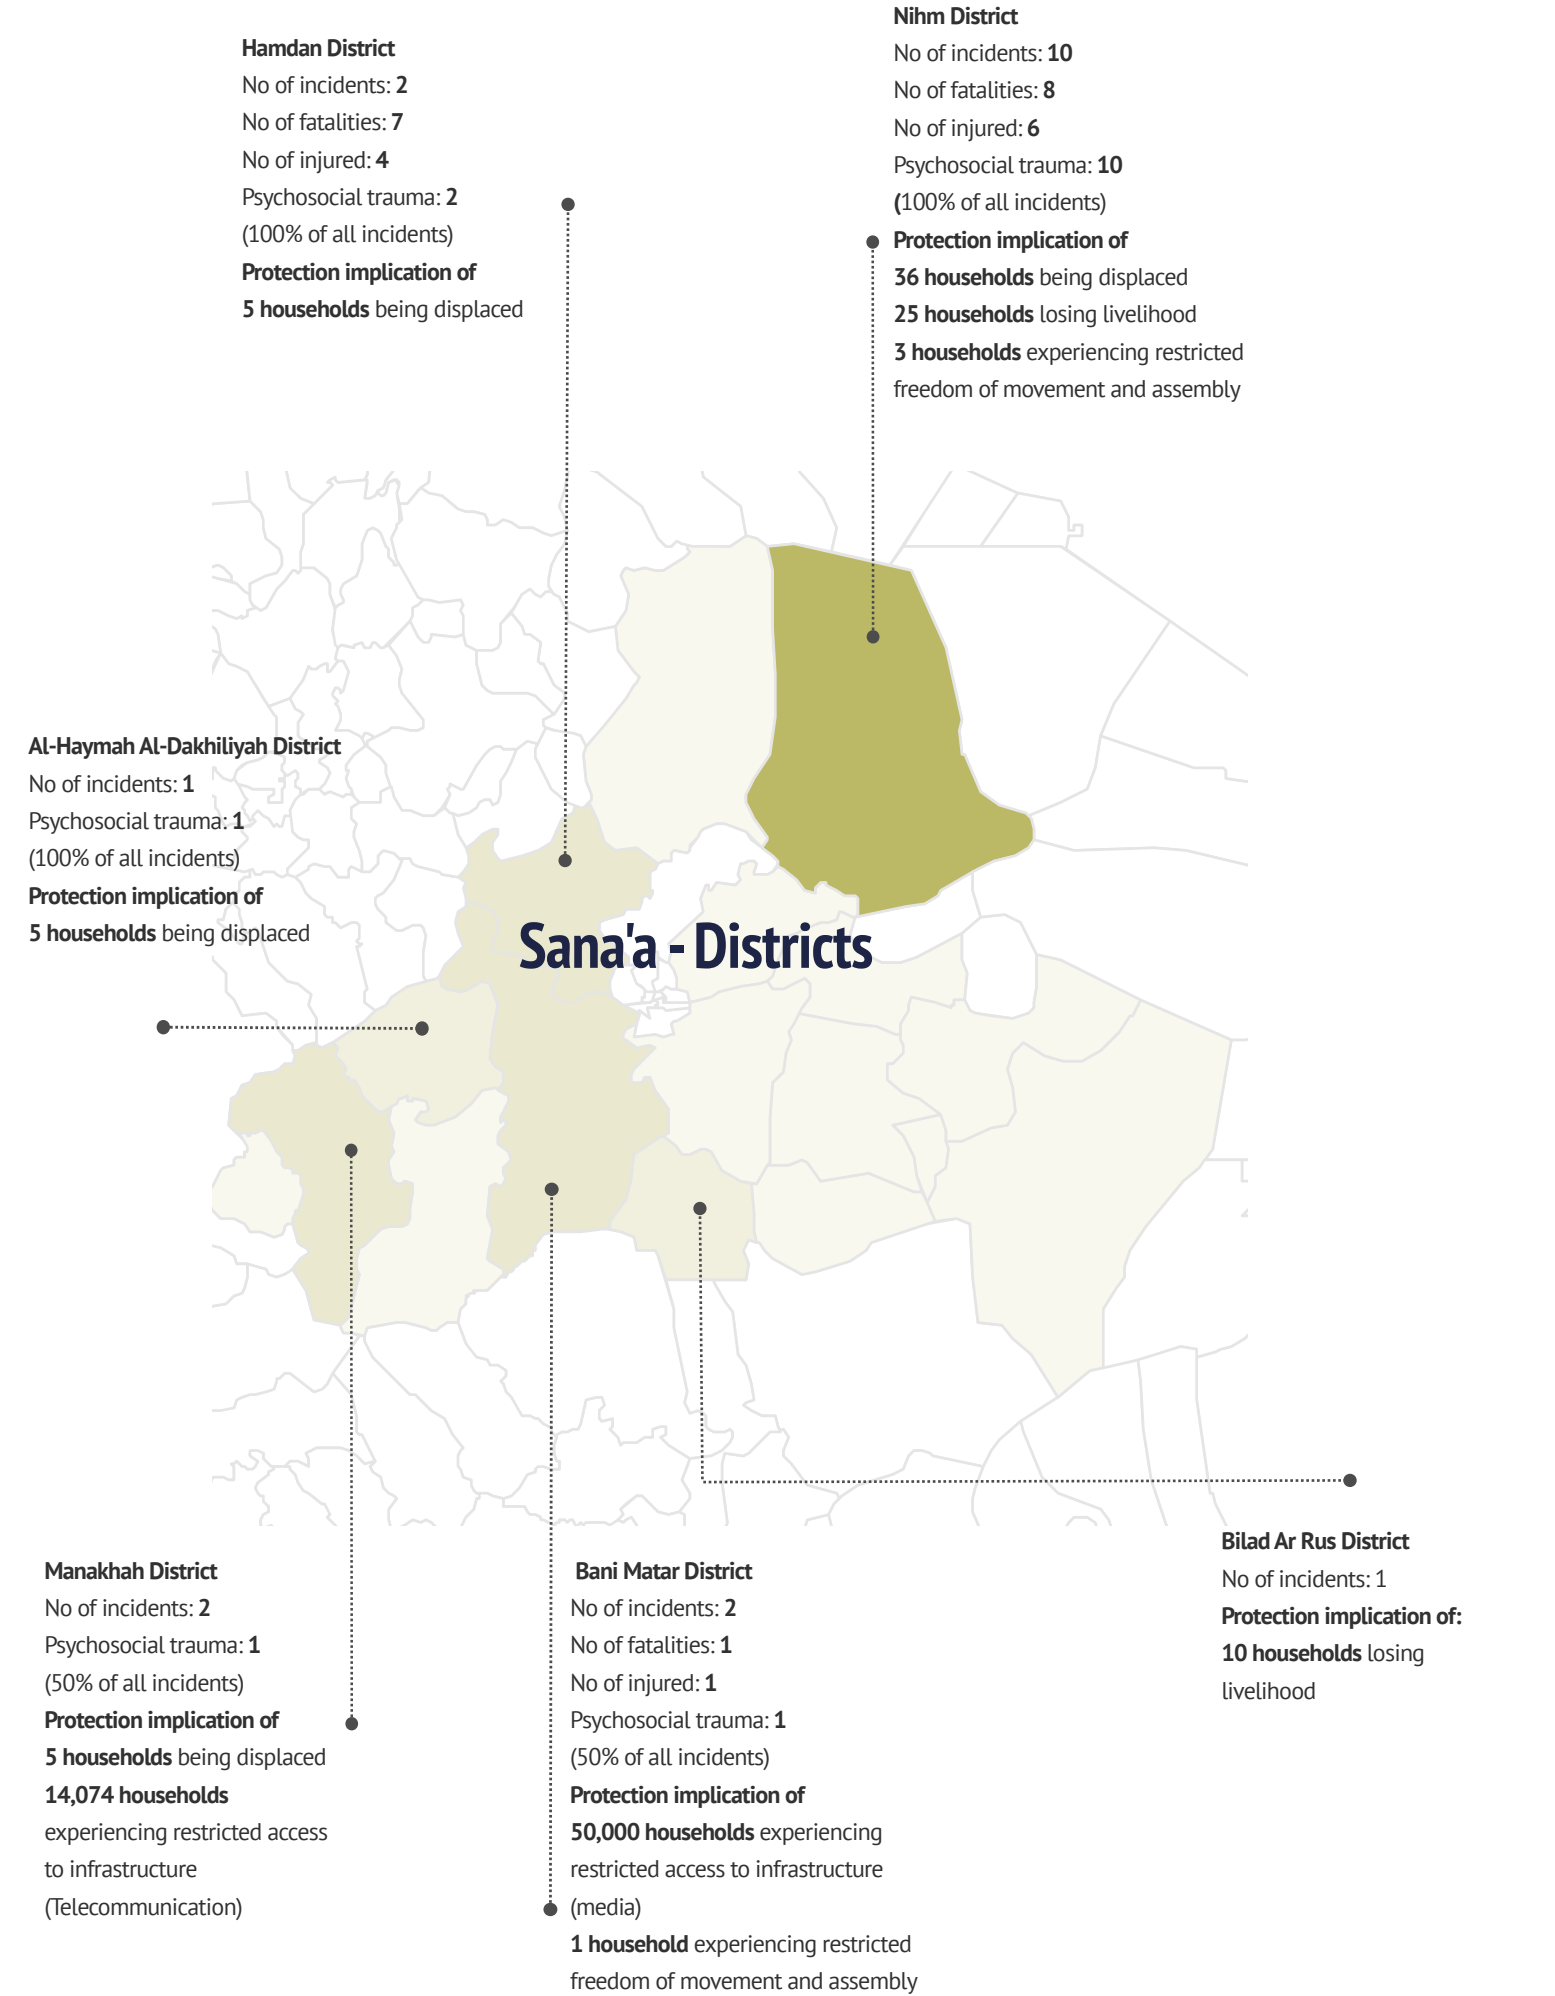 Hamdan District
No of incidents: 2
No of fatalities: 7
No of injured: 4
Psychosocial trauma: 2
(100% of all incidents)
Protection implication of
5 households being displaced
Nihm District
No of incidents: 10
No of fatalities: 8
No of injured: 6
Psychosocial trauma: 10
(100% of all incidents)
Protection implication of
36 households being displaced
25 households losing livelihood
3 households experiencing restricted
freedom of movement and assembly
Al-Haymah Al-Dakhiliyah District
No of incidents: 1
Psychosocial trauma: 1
(100% of all incidents)
Protection implication of
5 households being displaced
Sana'a - Districts
Manakhah District
No of incidents: 2
Psychosocial trauma: 1
(50% of all incidents)
Protection implication of
5 households being displaced
14,074 households
experiencing restricted access
to infrastructure
(Telecommunication)
Bani Matar District
No of incidents: 2
No of fatalities: 1
No of injured: 1
Psychosocial trauma: 1
(50% of all incidents)
Protection implication of
50,000 households experiencing
restricted access to infrastructure
(media)
1 household experiencing restricted
freedom of movement and assembly
Bilad Ar Rus District
No of incidents: 1
Protection implication of:
10 households losing
livelihood